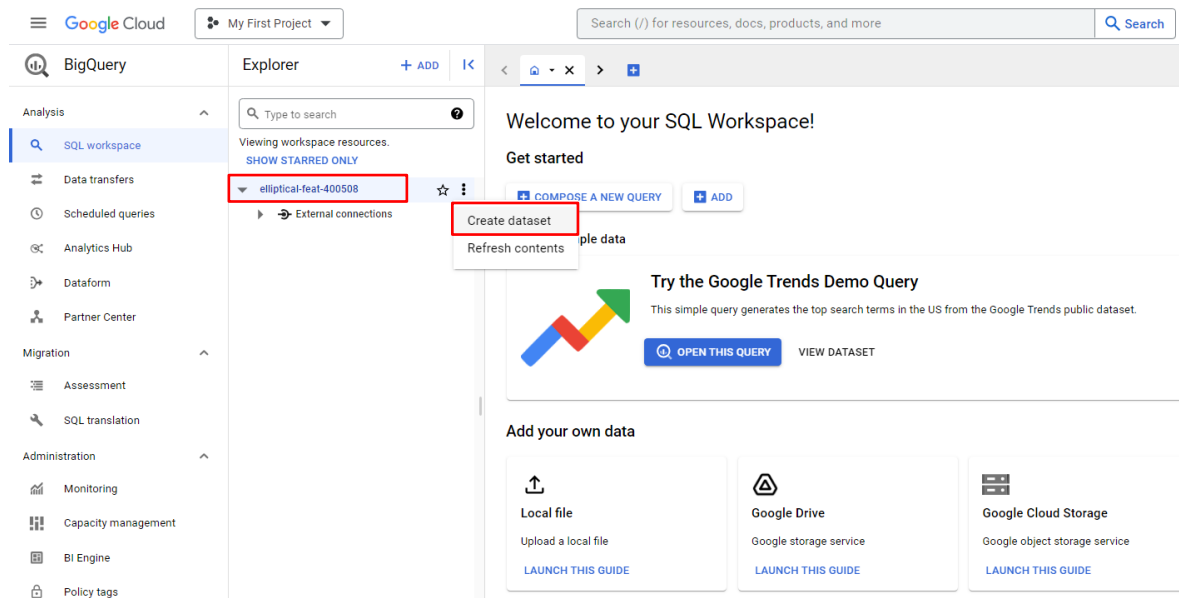 Google Cloud
My First Project
Search (/) for resources, docs, products, and more
Search
BigQuery
Analysis
SQL workspace
Data transfers
Scheduled queries
Analytics Hub
Dataform
Partner Center
Migration
Assessment
SQL translation
Administration
Monitoring
Capacity management
BI Engine
Policy tags
Explorer
+ ADD
Type to search
Viewing workspace resources.
SHOW STARRED ONLY
elliptical-feat-400508
External connections
Create dataset
Refresh contents
Welcome to your SQL Workspace!
Get started
COMPOSE A NEW QUERY
ADD
ple data
Try the Google Trends Demo Query
This simple query generates the top search terms in the US from the Google Trends public dataset.
OPEN THIS QUERY
VIEW DATASET
Add your own data
Local file
Upload a local file
LAUNCH THIS GUIDE
Google Drive
Google storage service
LAUNCH THIS GUIDE
Google Cloud Storage
Google object storage service
LAUNCH THIS GUIDE